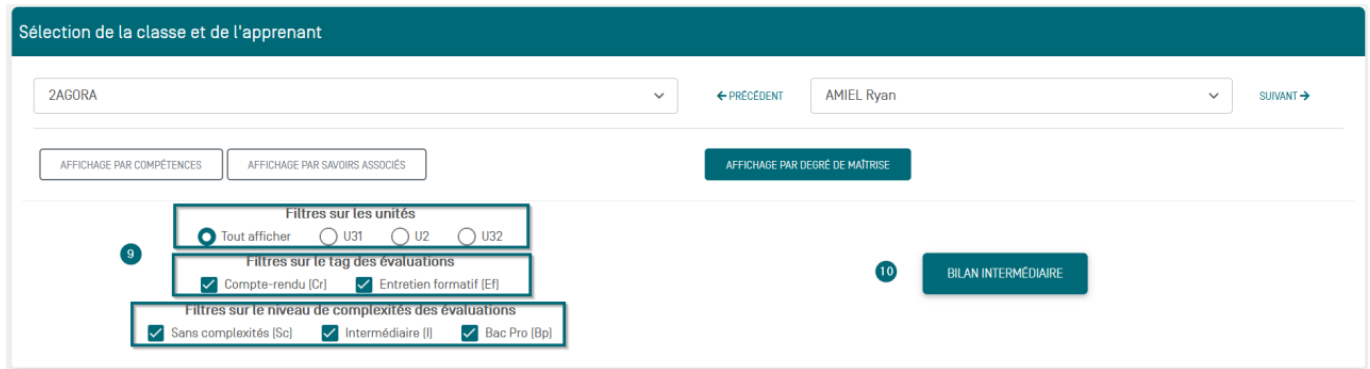 Sélection de la classe et de l'apprenant
2AGORA
PRÉCÉDENT
AMIEL Ryan
SUIVANT
AFFICHAGE PAR COMPÉTENCES
AFFICHAGE PAR SAVOIRS ASSOCIÉS
AFFICHAGE PAR DEGRÉ DE MAÎTRISE
Filtres sur les unités
Tout afficher U31 U2 U32
9
Filtres sur le tag des évaluations
Compte-rendu (Cr) Entretien formatif (Ef)
Filtres sur le niveau de complexités des évaluations
Sans complexités (Sc) Intermédiaire (I) Bac Pro (Bp)
10
BILAN INTERMÉDIAIRE